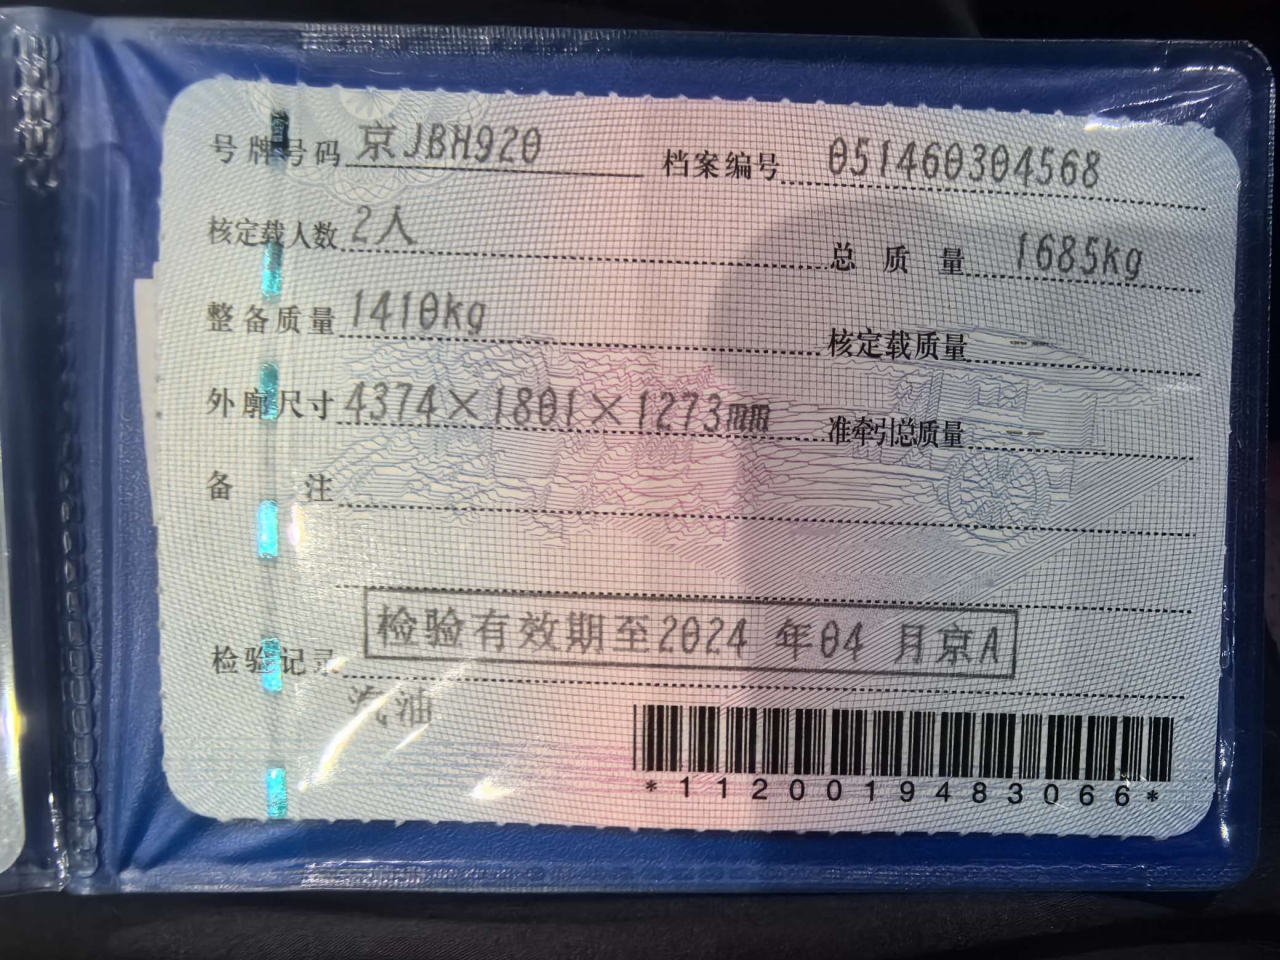 号牌号码 京JBH920 档案编号 051460304568
核定载人数 2人 总质量 1685kg
整备质量 1410kg 核定载质量 --
外廓尺寸 4374×1801×1273mm 准牵引总质量 --
备注
检验记录 检验有效期至2024 年04 月京A
汽油
*1120019483066*